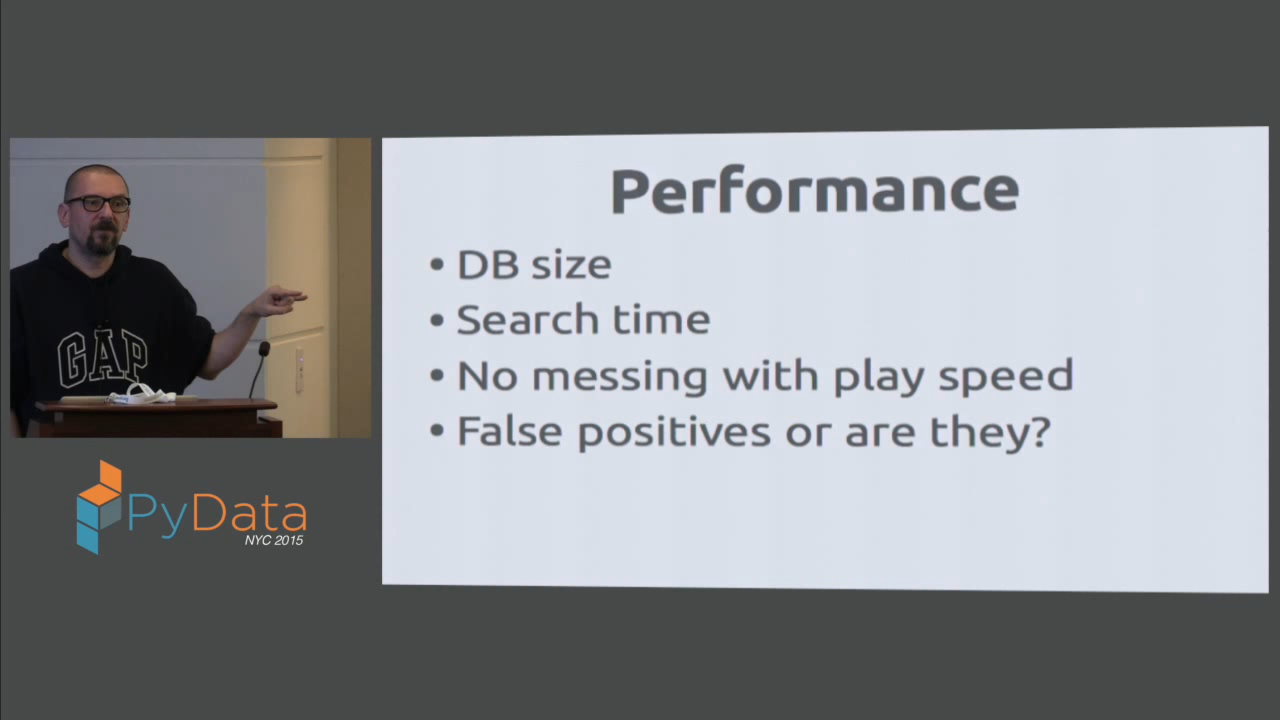 Performance
• DB size
• Search time
• No messing with play speed
• False positives or are they?
GAP
PyData
NYC 2015